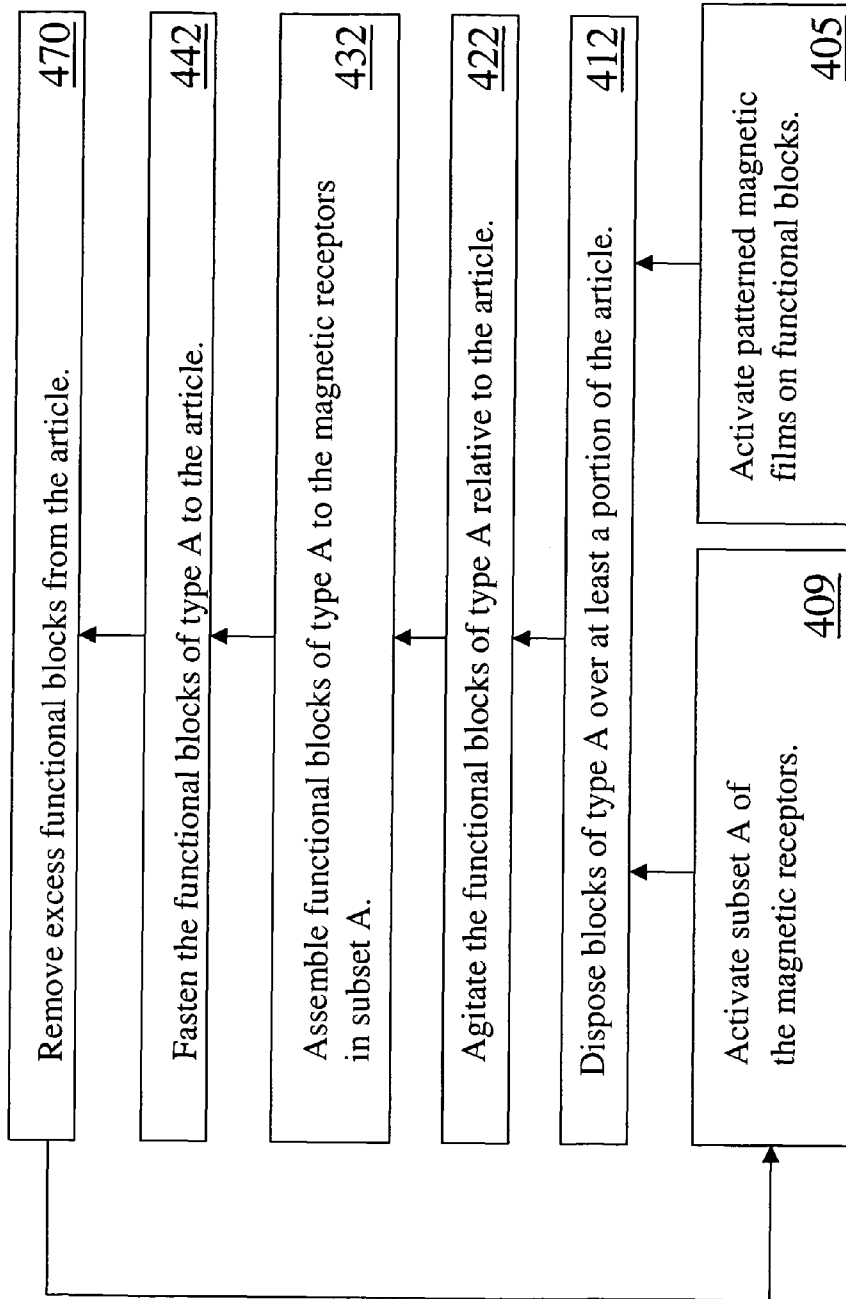 Remove excess functional blocks from the article.
470
Fasten the functional blocks of type A to the article.
442
Assemble functional blocks of type A to the magnetic receptors
in subset A.
432
Agitate the functional blocks of type A relative to the article.
422
Dispose blocks of type A over at least a portion of the article.
412
Activate subset A of
the magnetic receptors.
409
Activate patterned magnetic
films on functional blocks.
405